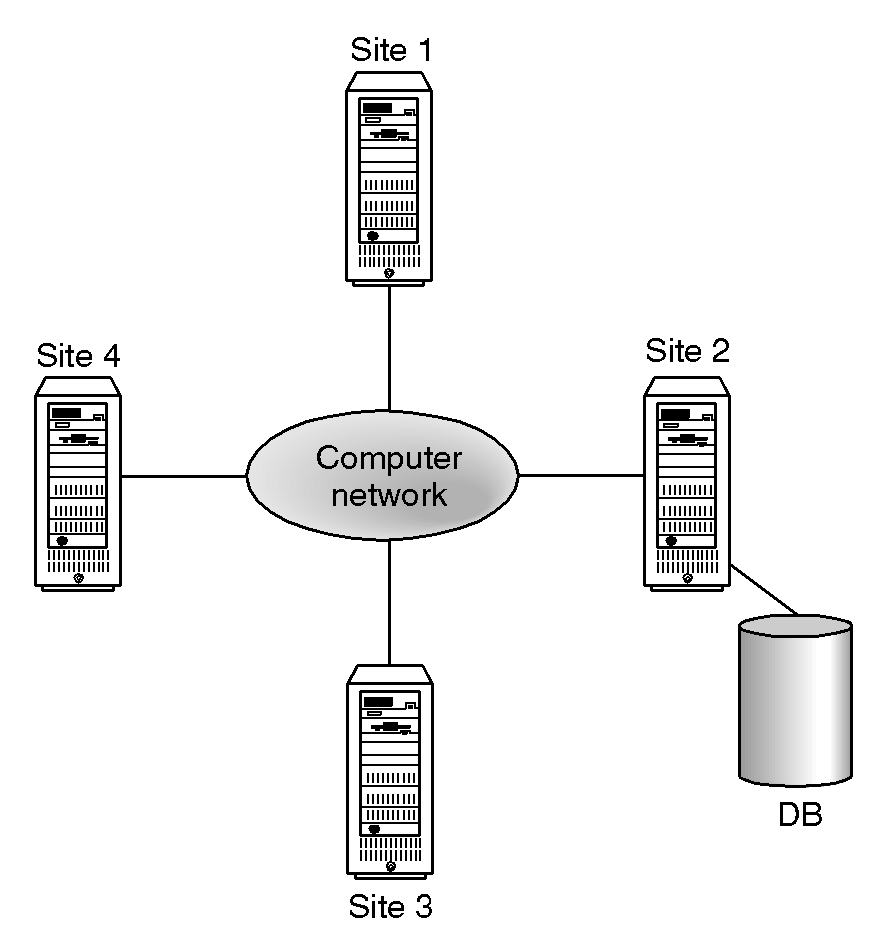 Site 1
Site 4
Site 2
Computer
network
DB
Site 3